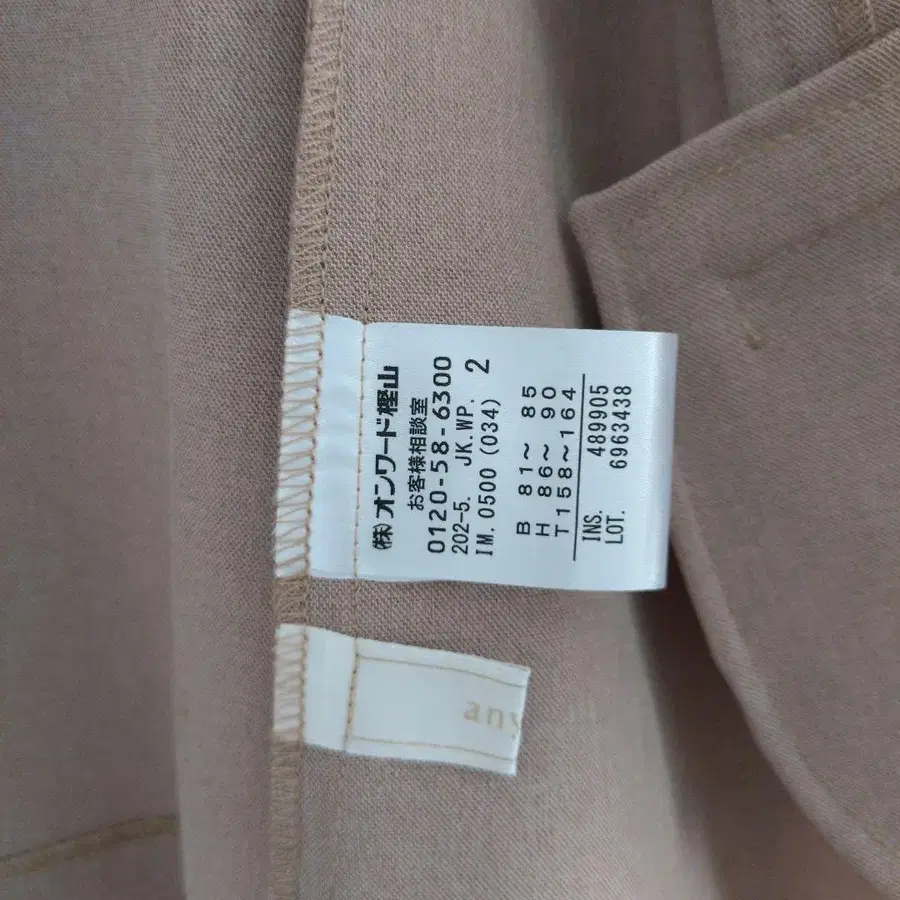 (株)オンワード樫山
お客様相談室
0120-58-6300
202-5. JK.WP. 2
IM.0500 (034)
B 81~ 85
H 86~ 90
T158~164
INS. 489905
LOT. 6963438